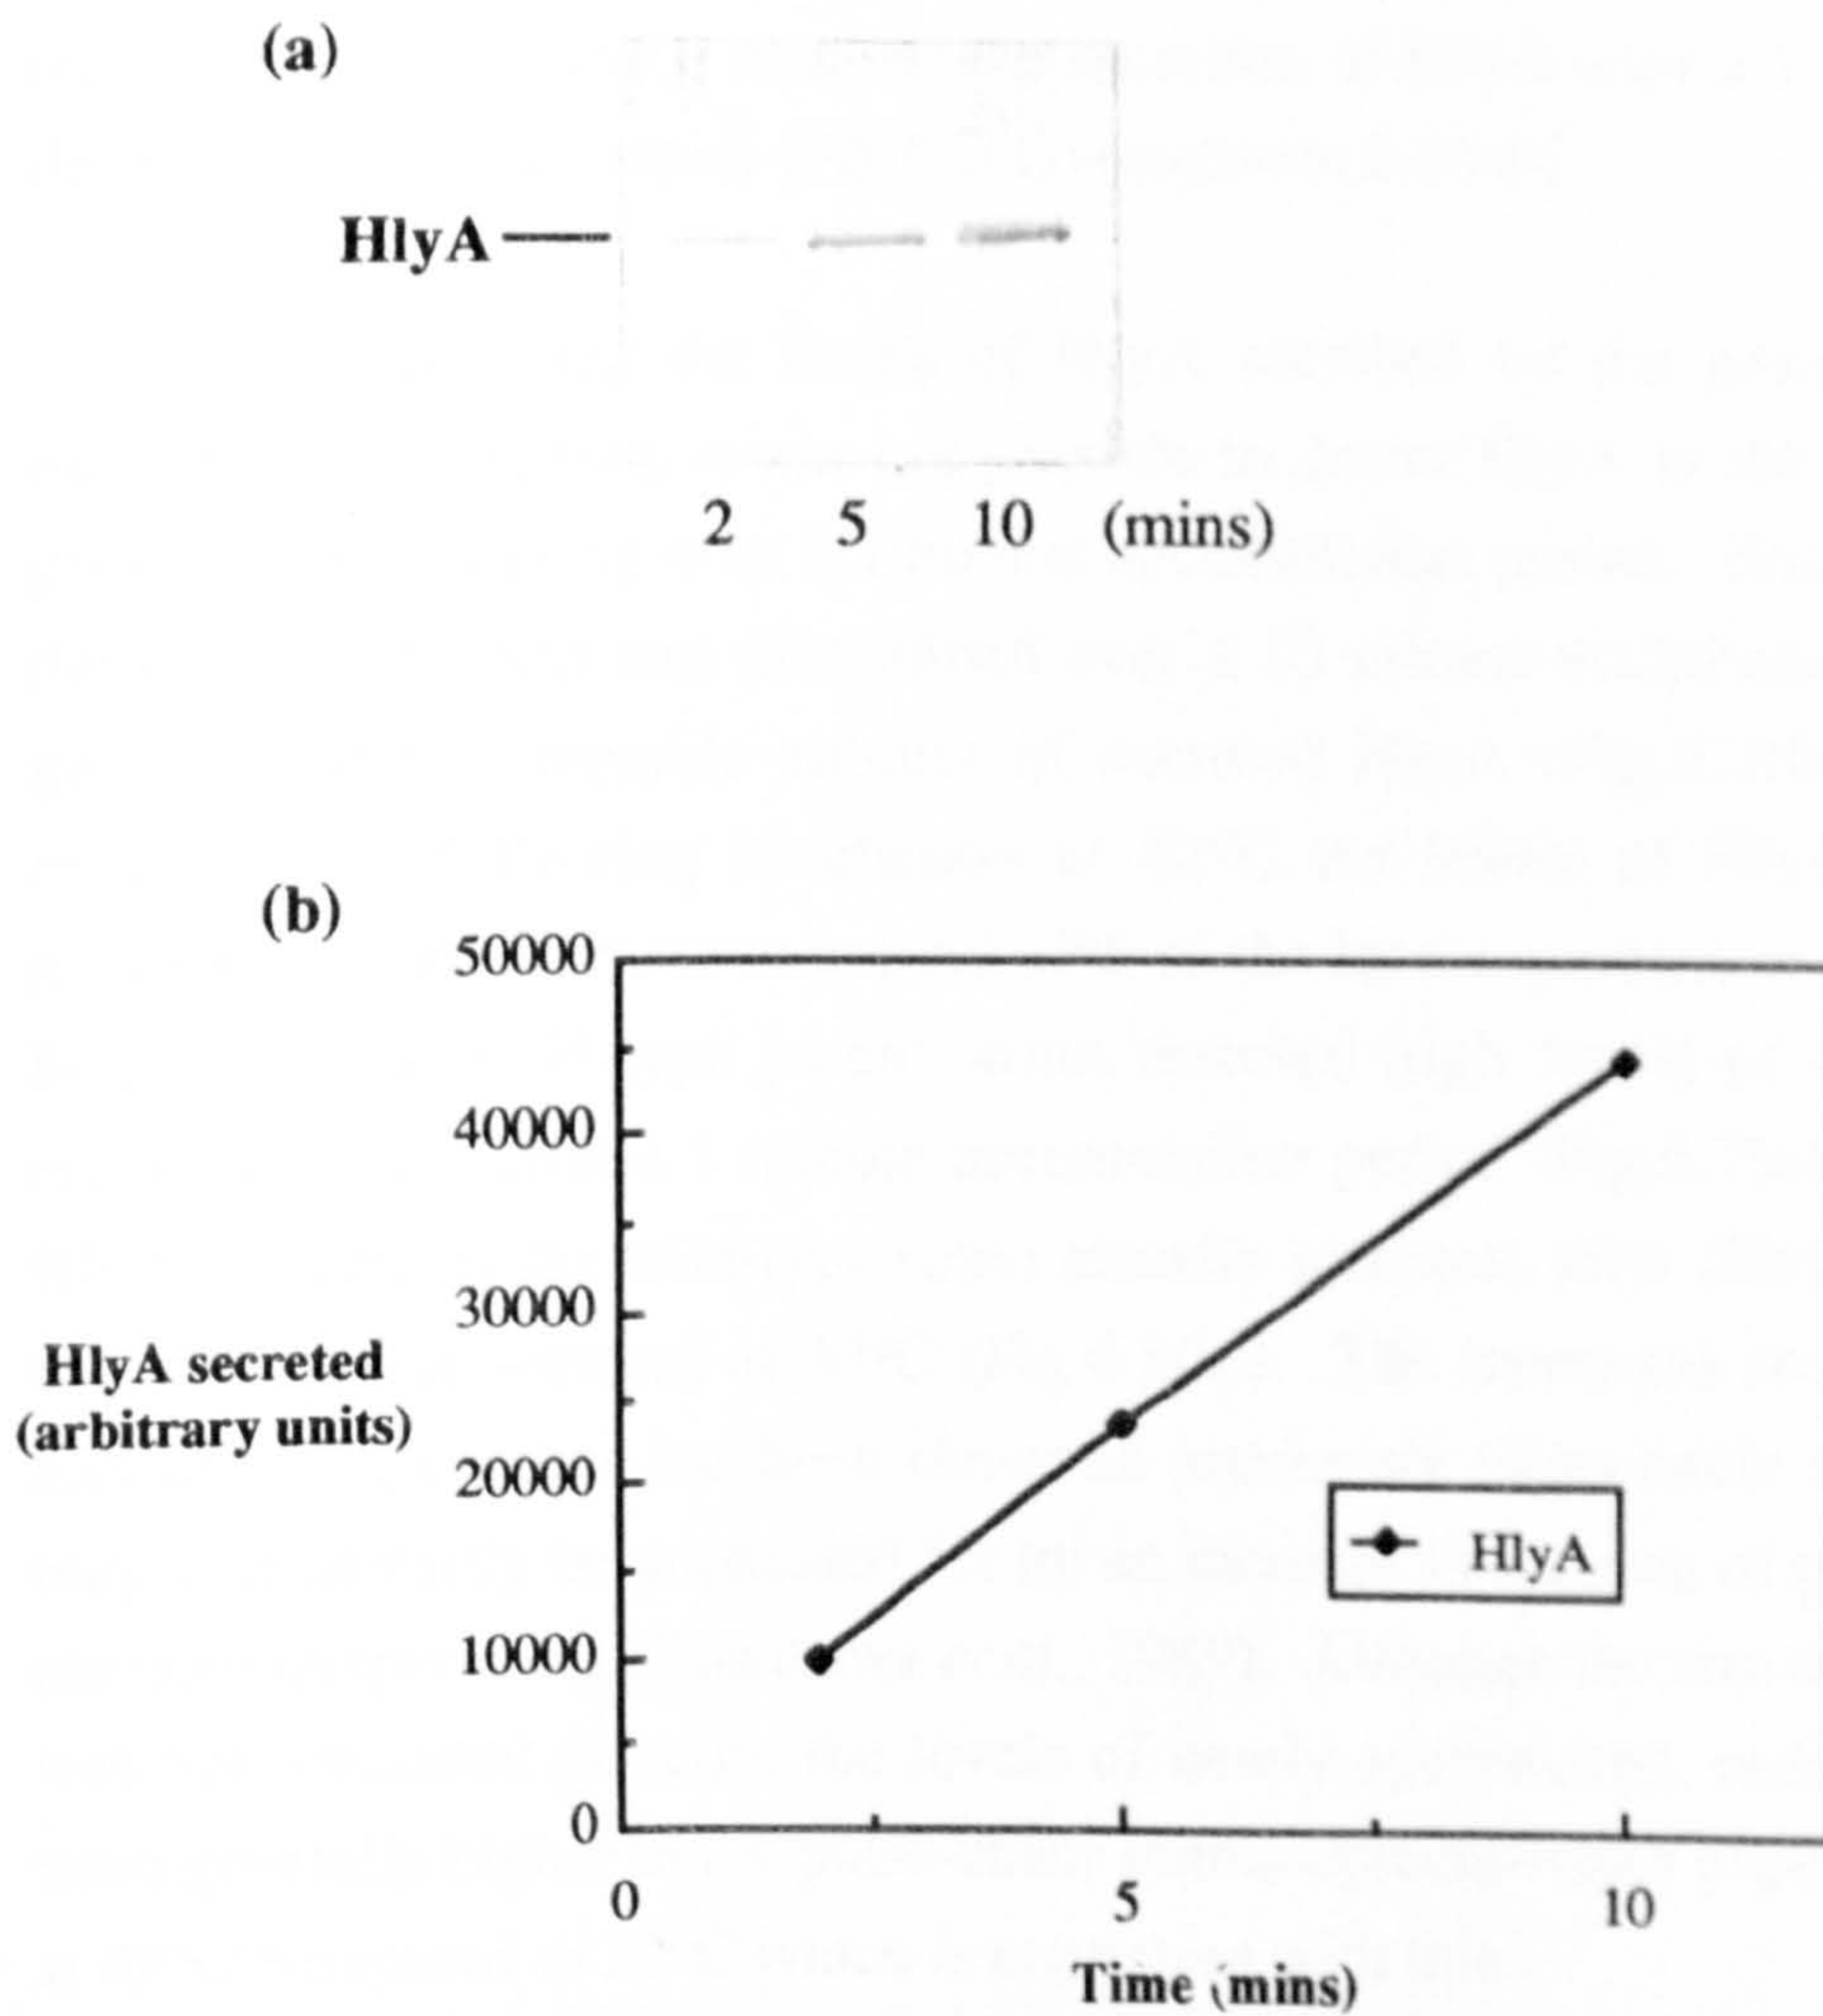 (a)
HlyA
2 5 10 (mins)
(b)
50000
40000
30000
20000
10000
0
HlyA secreted
(arbitrary units)
HlyA
0 5 10
Time (mins)